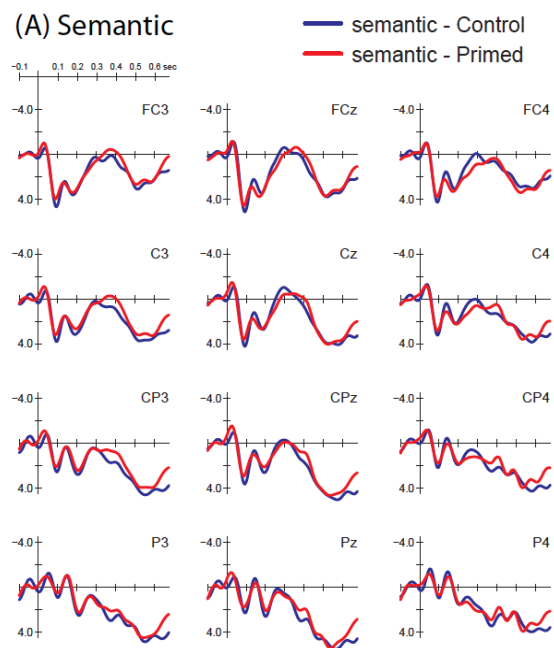 (A) Semantic
semantic - Control
semantic - Primed
−0.1 0.1 0.2 0.3 0.4 0.5 0.6 sec
−4.0 FC3 −4.0 FCz −4.0 FC4
4.0 4.0 4.0
−4.0 C3 −4.0 Cz −4.0 C4
4.0 4.0 4.0
−4.0 CP3 −4.0 CPz −4.0 CP4
4.0 4.0 4.0
−4.0 P3 −4.0 Pz −4.0 P4
4.0 4.0 4.0